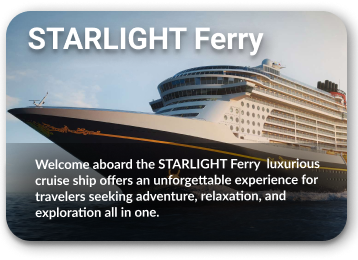 STARLIGHT Ferry
Welcome aboard the STARLIGHT Ferry luxurious
cruise ship offers an unforgettable experience for
travelers seeking adventure, relaxation, and
exploration all in one.